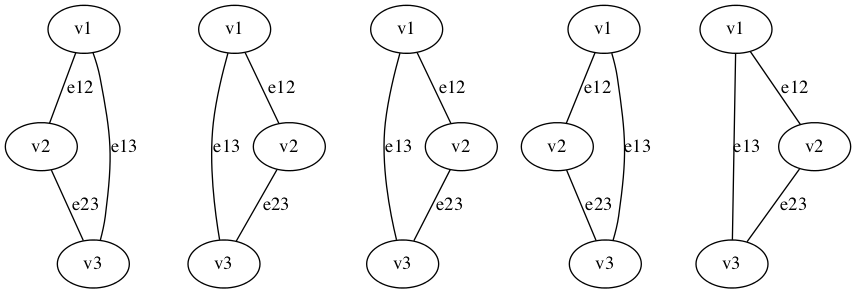 v1 v1 v1 v1 v1
e12 e12 e12 e12 e12
v2 e13 e13 v2 e13 v2 v2 e13 e13 v2
e23 e23 e23 e23 e23
v3 v3 v3 v3 v3